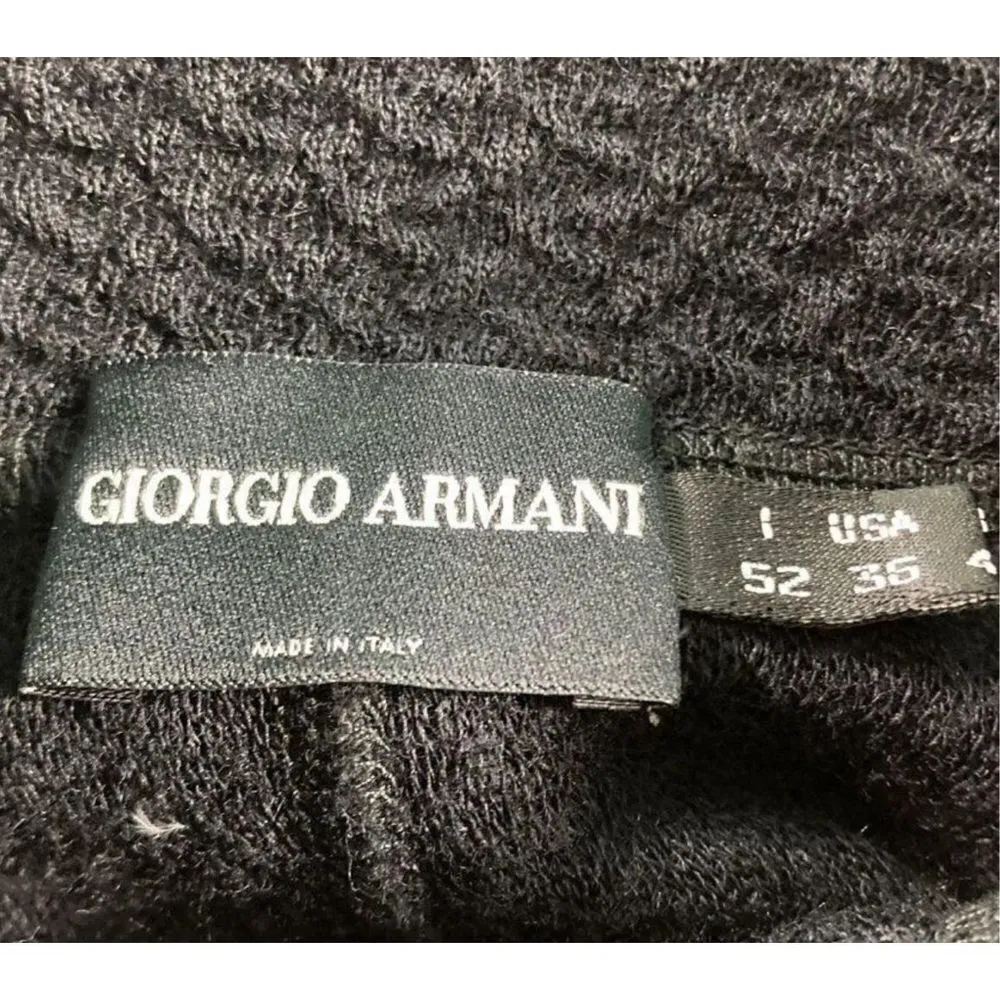 GIORGIO ARMANI
MADE IN ITALY
I USA
52 36